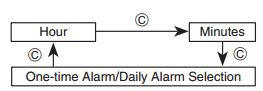 Ⓒ
Hour Minutes
Ⓒ Ⓒ
One-time Alarm/Daily Alarm Selection